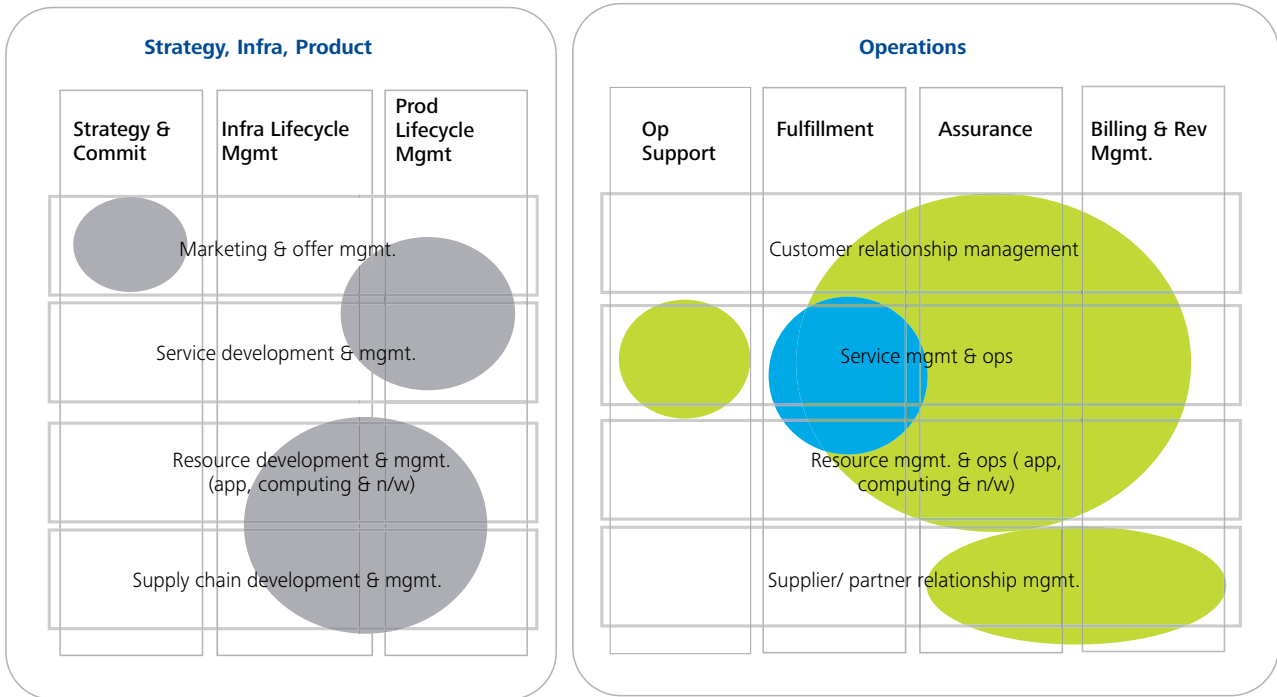 Strategy, Infra, Product
Strategy &
Commit
Infra Lifecycle
Mgmt
Prod
Lifecycle
Mgmt
Marketing & offer mgmt.
Service development & mgmt.
Resource development & mgmt.
(app, computing & n/w)
Supply chain development & mgmt.
Operations
Op
Support
Fulfillment
Assurance
Billing & Rev
Mgmt.
Customer relationship management
Service mgmt & ops
Resource mgmt. & ops ( app,
computing & n/w)
Supplier/ partner relationship mgmt.